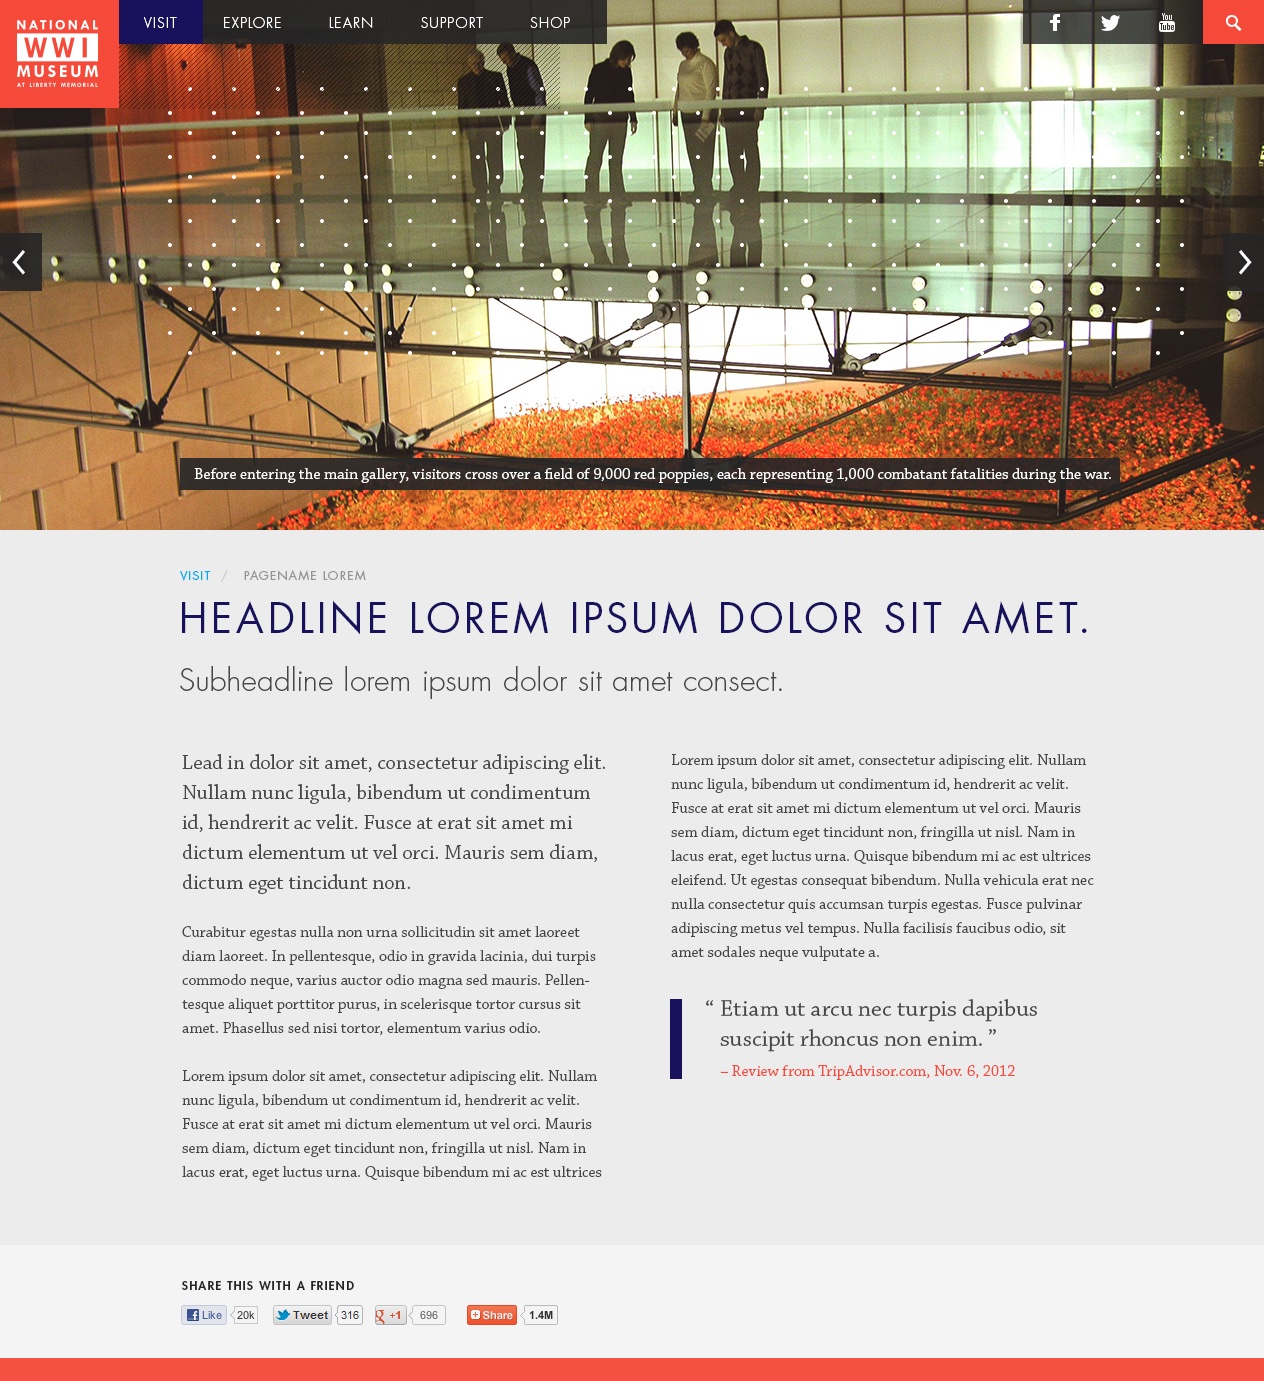 NATIONAL
WWI
MUSEUM
AT LIBERTY MEMORIAL
VISIT
EXPLORE
LEARN
SUPPORT
SHOP
You
Tube
Before entering the main gallery, visitors cross over a field of 9,000 red poppies, each representing 1,000 combatant fatalities during the war.
VISIT / PAGENAME LOREM
HEADLINE LOREM IPSUM DOLOR SIT AMET.
Subheadline lorem ipsum dolor sit amet consect.
Lead in dolor sit amet, consectetur adipiscing elit.
Nullam nunc ligula, bibendum ut condimentum
id, hendrerit ac velit. Fusce at erat sit amet mi
dictum elementum ut vel orci. Mauris sem diam,
dictum eget tincidunt non.
Curabitur egestas nulla non urna sollicitudin sit amet laoreet
diam laoreet. In pellentesque, odio in gravida lacinia, dui turpis
commodo neque, varius auctor odio magna sed mauris. Pellen-
tesque aliquet porttitor purus, in scelerisque tortor cursus sit
amet. Phasellus sed nisi tortor, elementum varius odio.
Lorem ipsum dolor sit amet, consectetur adipiscing elit. Nullam
nunc ligula, bibendum ut condimentum id, hendrerit ac velit.
Fusce at erat sit amet mi dictum elementum ut vel orci. Mauris
sem diam, dictum eget tincidunt non, fringilla ut nisl. Nam in
lacus erat, eget luctus urna. Quisque bibendum mi ac est ultrices
Lorem ipsum dolor sit amet, consectetur adipiscing elit. Nullam
nunc ligula, bibendum ut condimentum id, hendrerit ac velit.
Fusce at erat sit amet mi dictum elementum ut vel orci. Mauris
sem diam, dictum eget tincidunt non, fringilla ut nisl. Nam in
lacus erat, eget luctus urna. Quisque bibendum mi ac est ultrices
eleifend. Ut egestas consequat bibendum. Nulla vehicula erat nec
nulla consectetur quis accumsan turpis egestas. Fusce pulvinar
adipiscing metus vel tempus. Nulla facilisis faucibus odio, sit
amet sodales neque vulputate a.
“ Etiam ut arcu nec turpis dapibus
suscipit rhoncus non enim. ”
– Review from TripAdvisor.com, Nov. 6, 2012
SHARE THIS WITH A FRIEND
Like 20k Tweet 316 g +1 696 Share 1.4M